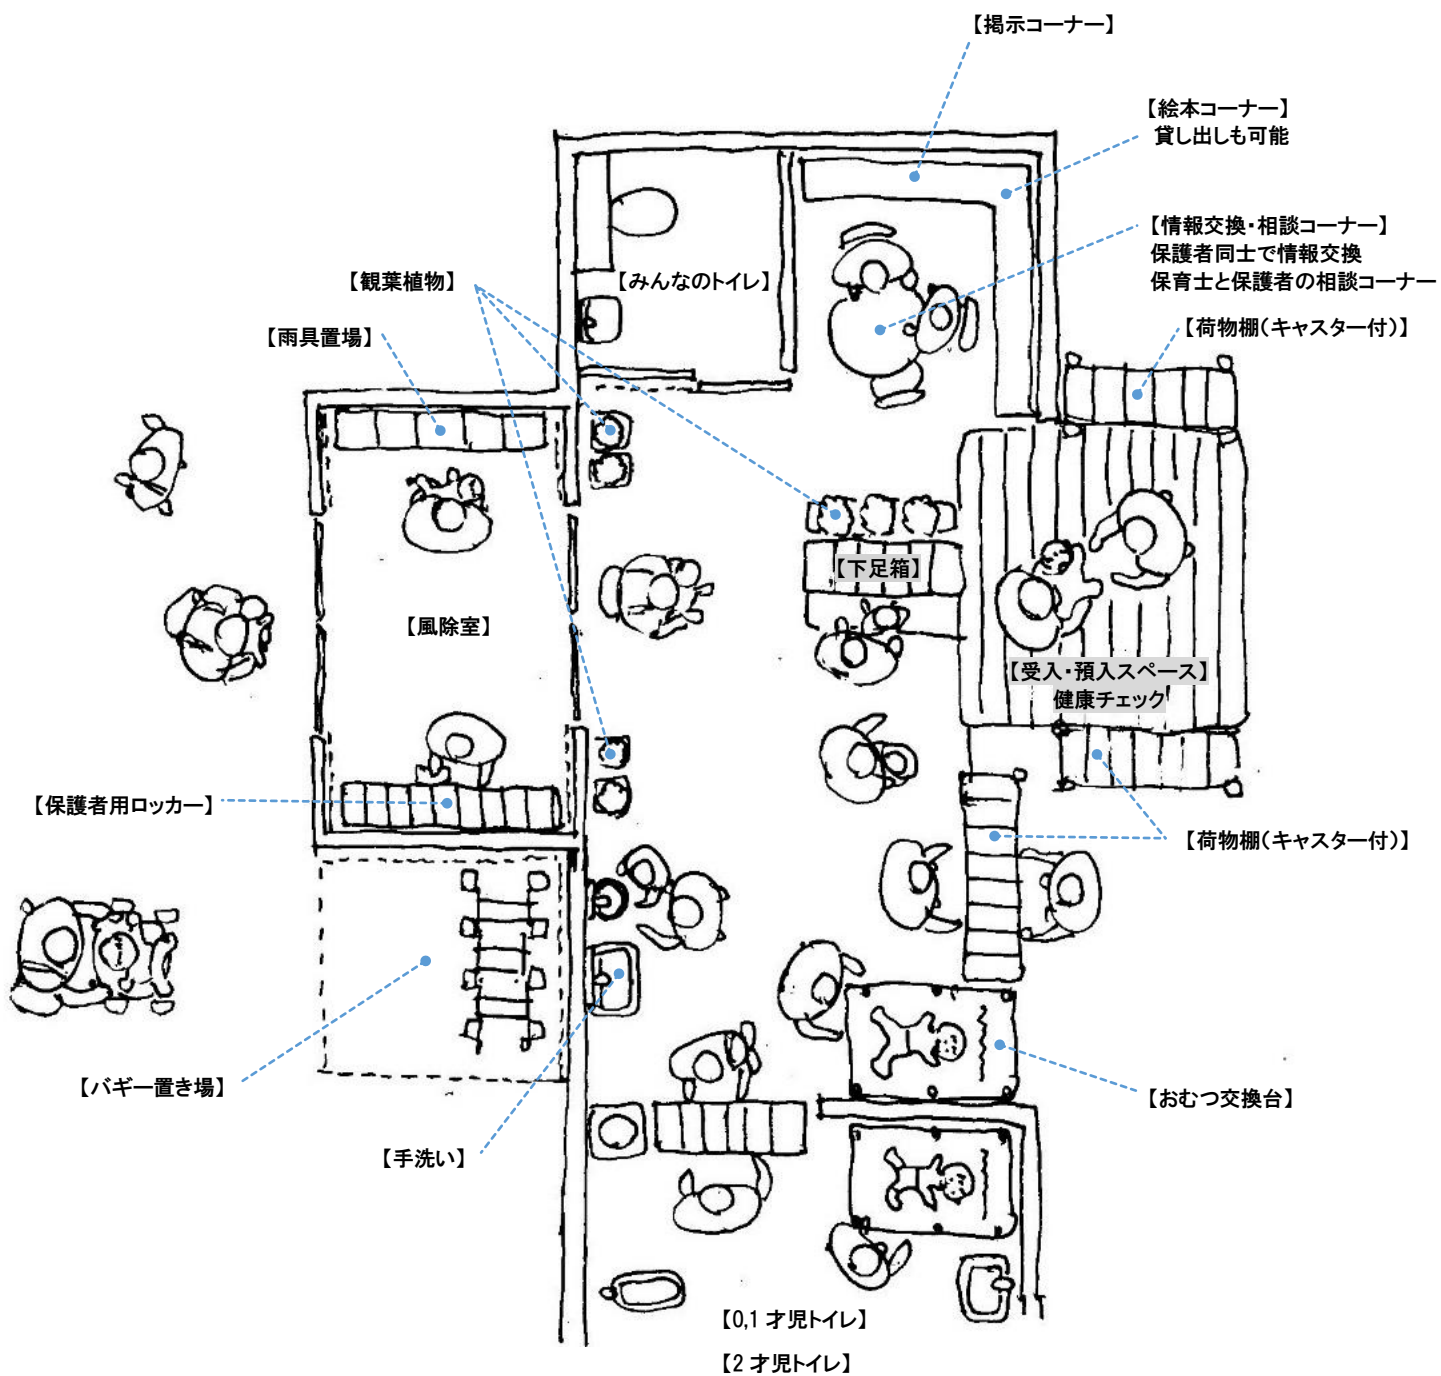 【掲示コーナー】
【絵本コーナー】
貸し出しも可能
【情報交換・相談コーナー】
保護者同士で情報交換
保育士と保護者の相談コーナー
【観葉植物】
【みんなのトイレ】
【雨具置場】
【荷物棚（キャスター付）】
【下足箱】
【風除室】
【受入・預入スペース】
健康チェック
【保護者用ロッカー】
【荷物棚（キャスター付）】
【バギー置き場】
【おむつ交換台】
【手洗い】
【0,1 才児トイレ】
【2 才児トイレ】